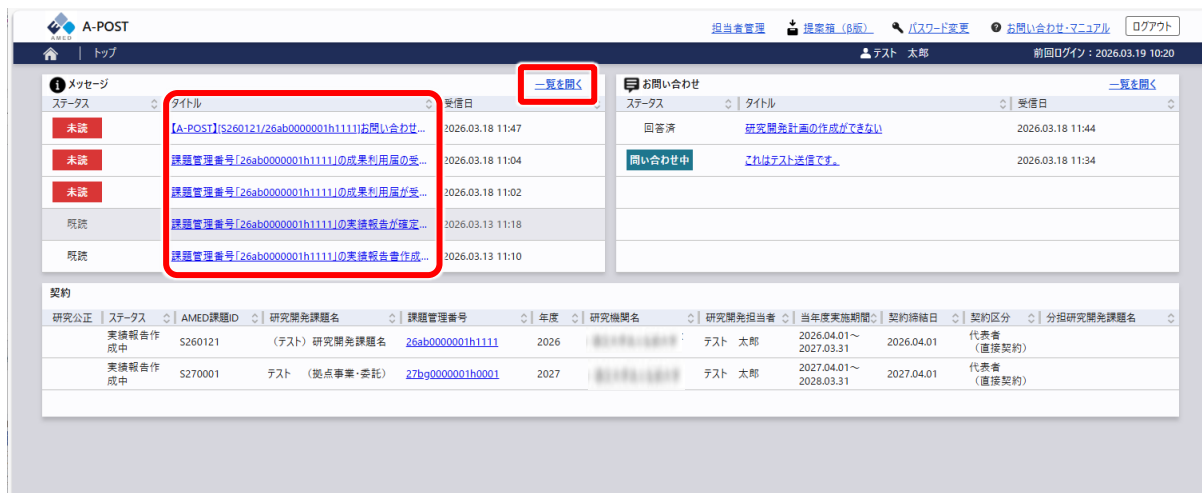 AMED A-POST 担当者管理 提案箱（β版） パスワード変更 お問い合わせ・マニュアル ログアウト
トップ テスト 太郎 前回ログイン：2026.03.19 10:20
メッセージ 一覧を開く
ステータス タイトル 受信日
未読 【A-POST】[S260121/26ab0000001h1111]お問い合わせ... 2026.03.18 11:47
未読 課題管理番号「26ab0000001h1111」の成果利用届の受... 2026.03.18 11:04
未読 課題管理番号「26ab0000001h1111」の成果利用届が受... 2026.03.18 11:02
既読 課題管理番号「26ab0000001h1111」の実績報告が確定... 2026.03.13 11:18
既読 課題管理番号「26ab0000001h1111」の実績報告書作成... 2026.03.13 11:10
お問い合わせ 一覧を開く
ステータス タイトル 受信日
回答済 研究開発計画の作成ができない 2026.03.18 11:44
問い合わせ中 これはテスト送信です。 2026.03.18 11:34
契約
研究公正 ステータス AMED課題ID 研究開発課題名 課題管理番号 年度 研究機関名 研究開発担当者 当年度実施期間 契約締結日 契約区分 分担研究開発課題名
実績報告作成中 S260121 （テスト）研究開発課題名 26ab0000001h1111 2026 テスト 太郎 2026.04.01～2027.03.31 2026.04.01 代表者（直接契約）
実績報告作成中 S270001 テスト （拠点事業・委託） 27bg0000001h0001 2027 テスト 太郎 2027.04.01～2028.03.31 2027.04.01 代表者（直接契約）